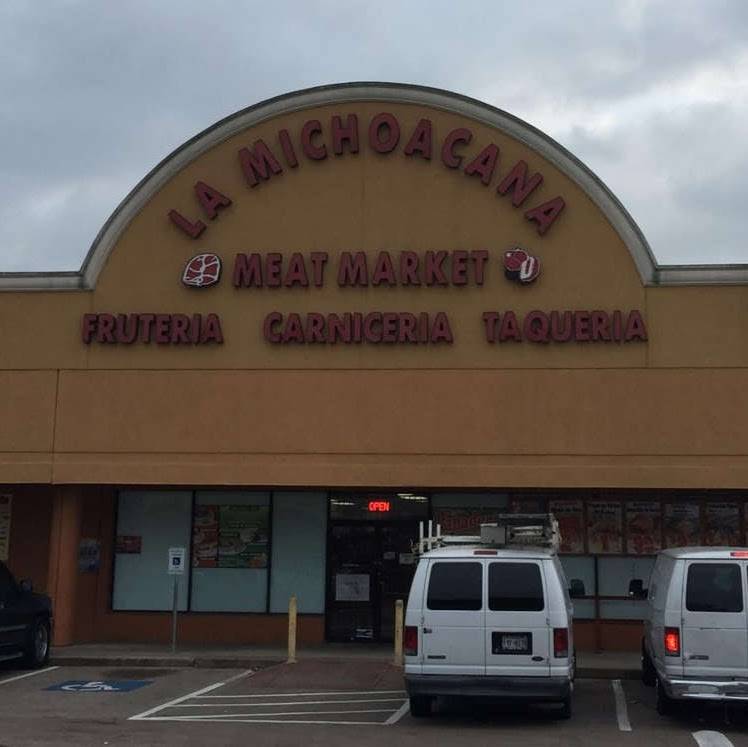 LA MICHOACANA
MEAT MARKET
FRUTERIA CARNICERIA TAQUERIA
OPEN